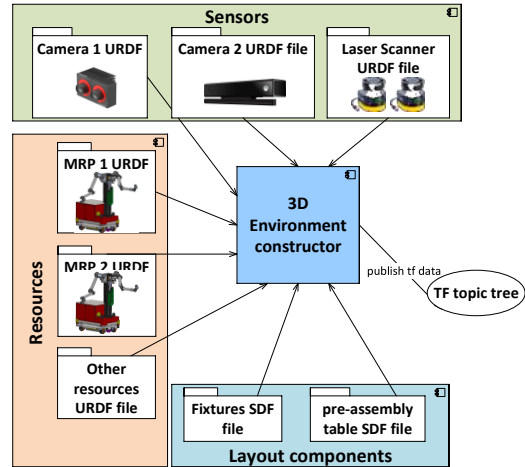 Sensors
Camera 1 URDF
Camera 2 URDF file
Laser Scanner
URDF file
MRP 1 URDF
MRP 2 URDF
Other
resources
URDF file
Resources
3D
Environment
constructor
publish tf data
TF topic tree
Fixtures SDF
file
pre-assembly
table SDF file
Layout components